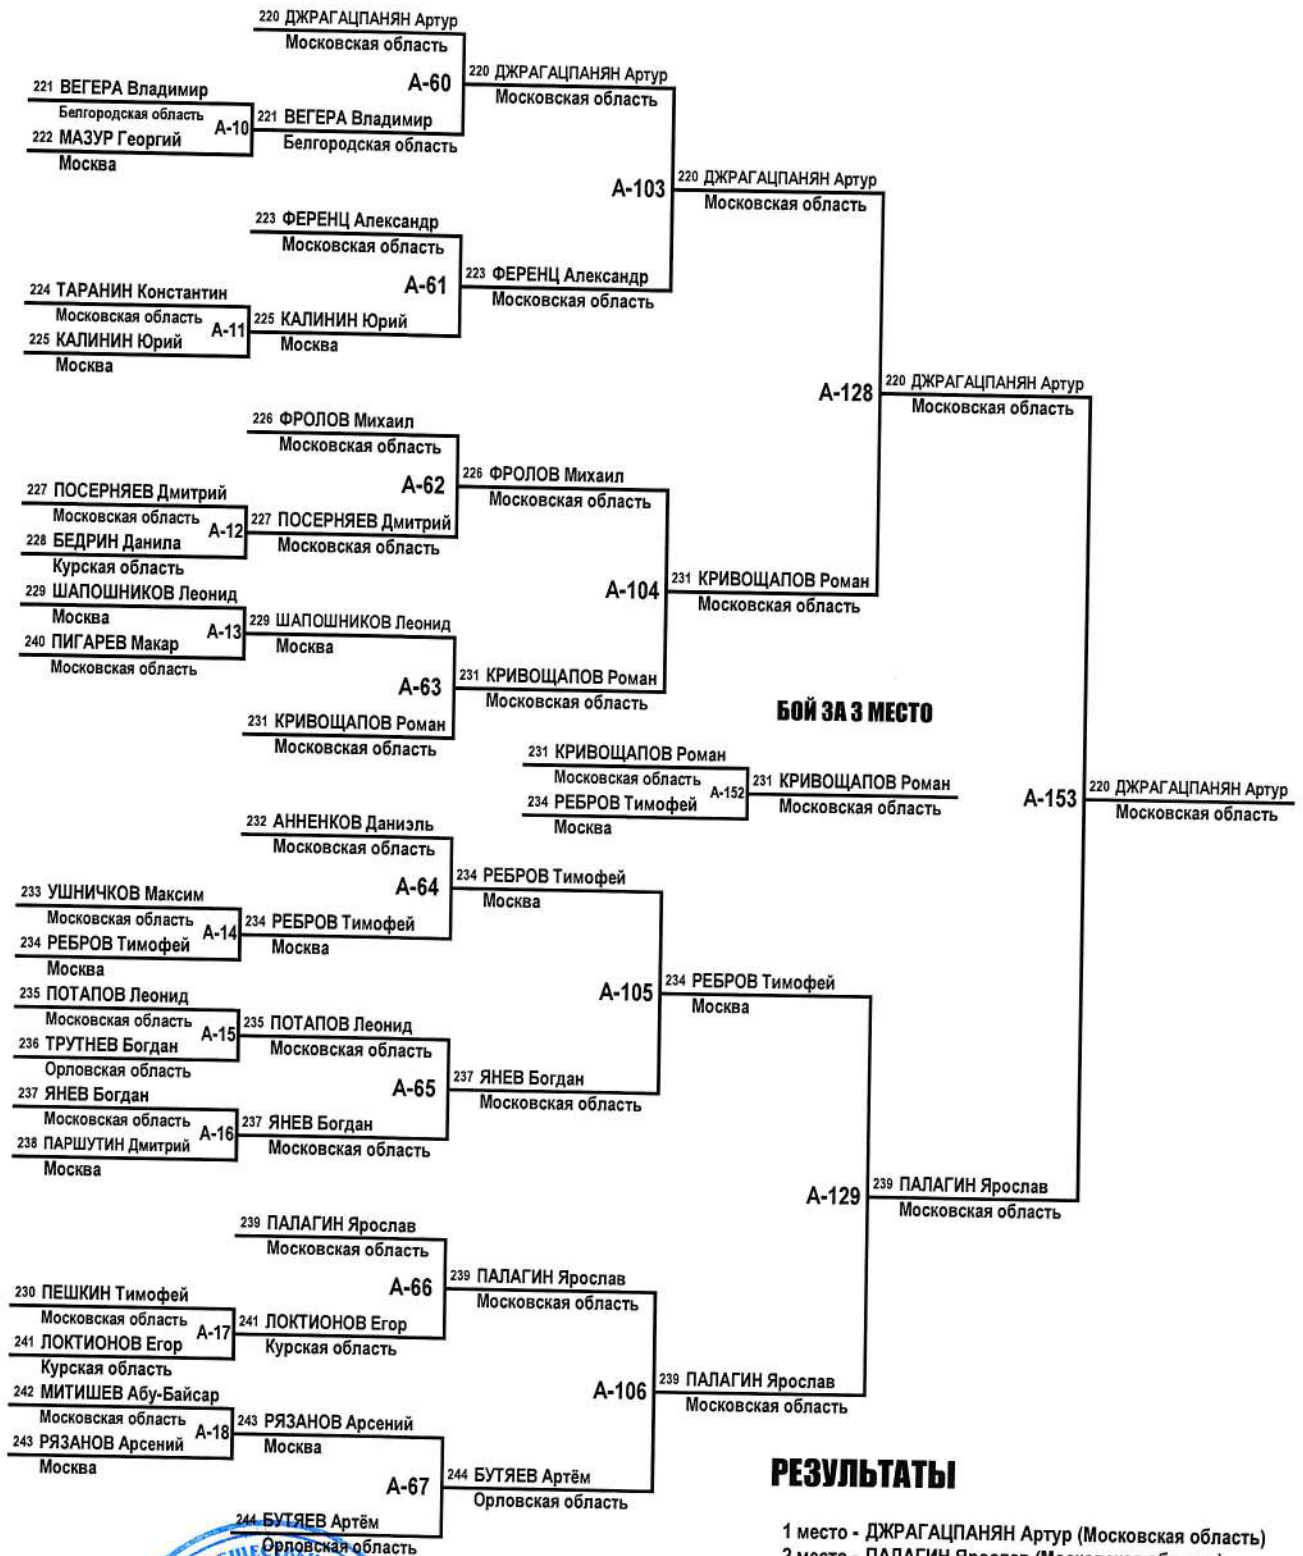 220 ДЖРАГАЦПАНЯН Артур
Московская область
А-60
220 ДЖРАГАЦПАНЯН Артур
Московская область
221 ВЕГЕРА Владимир
Белгородская область
А-10
222 МАЗУР Георгий
Москва
221 ВЕГЕРА Владимир
Белгородская область
А-103
220 ДЖРАГАЦПАНЯН Артур
Московская область
223 ФЕРЕНЦ Александр
Московская область
А-61
223 ФЕРЕНЦ Александр
Московская область
224 ТАРАНИН Константин
Московская область
А-11
225 КАЛИНИН Юрий
Москва
225 КАЛИНИН Юрий
Москва
А-128
220 ДЖРАГАЦПАНЯН Артур
Московская область
226 ФРОЛОВ Михаил
Московская область
А-62
226 ФРОЛОВ Михаил
Московская область
227 ПОСЕРНЯЕВ Дмитрий
Московская область
А-12
228 БЕДРИН Данила
Курская область
227 ПОСЕРНЯЕВ Дмитрий
Московская область
А-104
231 КРИВОЩАПОВ Роман
Московская область
229 ШАПОШНИКОВ Леонид
Москва
А-13
240 ПИГАРЕВ Макар
Московская область
229 ШАПОШНИКОВ Леонид
Москва
А-63
231 КРИВОЩАПОВ Роман
Московская область
231 КРИВОЩАПОВ Роман
Московская область
БОЙ ЗА 3 МЕСТО
231 КРИВОЩАПОВ Роман
Московская область
А-152
234 РЕБРОВ Тимофей
Москва
231 КРИВОЩАПОВ Роман
Московская область
А-153
220 ДЖРАГАЦПАНЯН Артур
Московская область
232 АННЕНКОВ Даниэль
Московская область
А-64
234 РЕБРОВ Тимофей
Москва
233 УШНИЧКОВ Максим
Московская область
А-14
234 РЕБРОВ Тимофей
Москва
234 РЕБРОВ Тимофей
Москва
А-105
234 РЕБРОВ Тимофей
Москва
235 ПОТАПОВ Леонид
Московская область
А-15
236 ТРУТНЕВ Богдан
Орловская область
235 ПОТАПОВ Леонид
Московская область
А-65
237 ЯНЕВ Богдан
Московская область
237 ЯНЕВ Богдан
Московская область
А-16
238 ПАРШУТИН Дмитрий
Москва
237 ЯНЕВ Богдан
Московская область
А-129
239 ПАЛАГИН Ярослав
Московская область
239 ПАЛАГИН Ярослав
Московская область
А-66
239 ПАЛАГИН Ярослав
Московская область
230 ПЕШКИН Тимофей
Московская область
А-17
241 ЛОКТИОНОВ Егор
Курская область
241 ЛОКТИОНОВ Егор
Курская область
А-106
239 ПАЛАГИН Ярослав
Московская область
242 МИТИШЕВ Абу-Байсар
Московская область
А-18
243 РЯЗАНОВ Арсений
Москва
243 РЯЗАНОВ Арсений
Москва
А-67
244 БУТЯЕВ Артём
Орловская область
244 БУТЯЕВ Артём
Орловская область
РЕЗУЛЬТАТЫ
1 место - ДЖРАГАЦПАНЯН Артур (Московская область)
2 место - ПАЛАГИН Ярослав (Московская область)